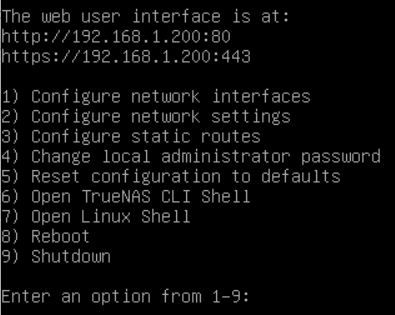 The web user interface is at:
http://192.168.1.200:80
https://192.168.1.200:443
1) Configure network interfaces
2) Configure network settings
3) Configure static routes
4) Change local administrator password
5) Reset configuration to defaults
6) Open TrueNAS CLI Shell
7) Open Linux Shell
8) Reboot
9) Shutdown
Enter an option from 1-9: